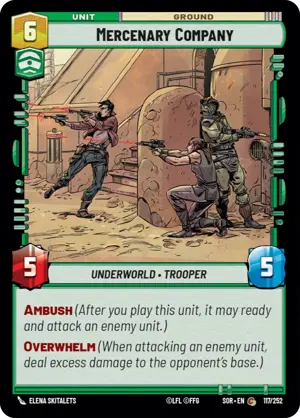 UNIT
GROUND
6
MERCENARY COMPANY
5
5
UNDERWORLD • TROOPER
AMBUSH (After you play this unit, it may ready
and attack an enemy unit.)
OVERWHELM (When attacking an enemy unit,
deal excess damage to the opponent's base.)
ELENA SKITALETS
©LFL ©FFG
SOR • EN
C
117/252